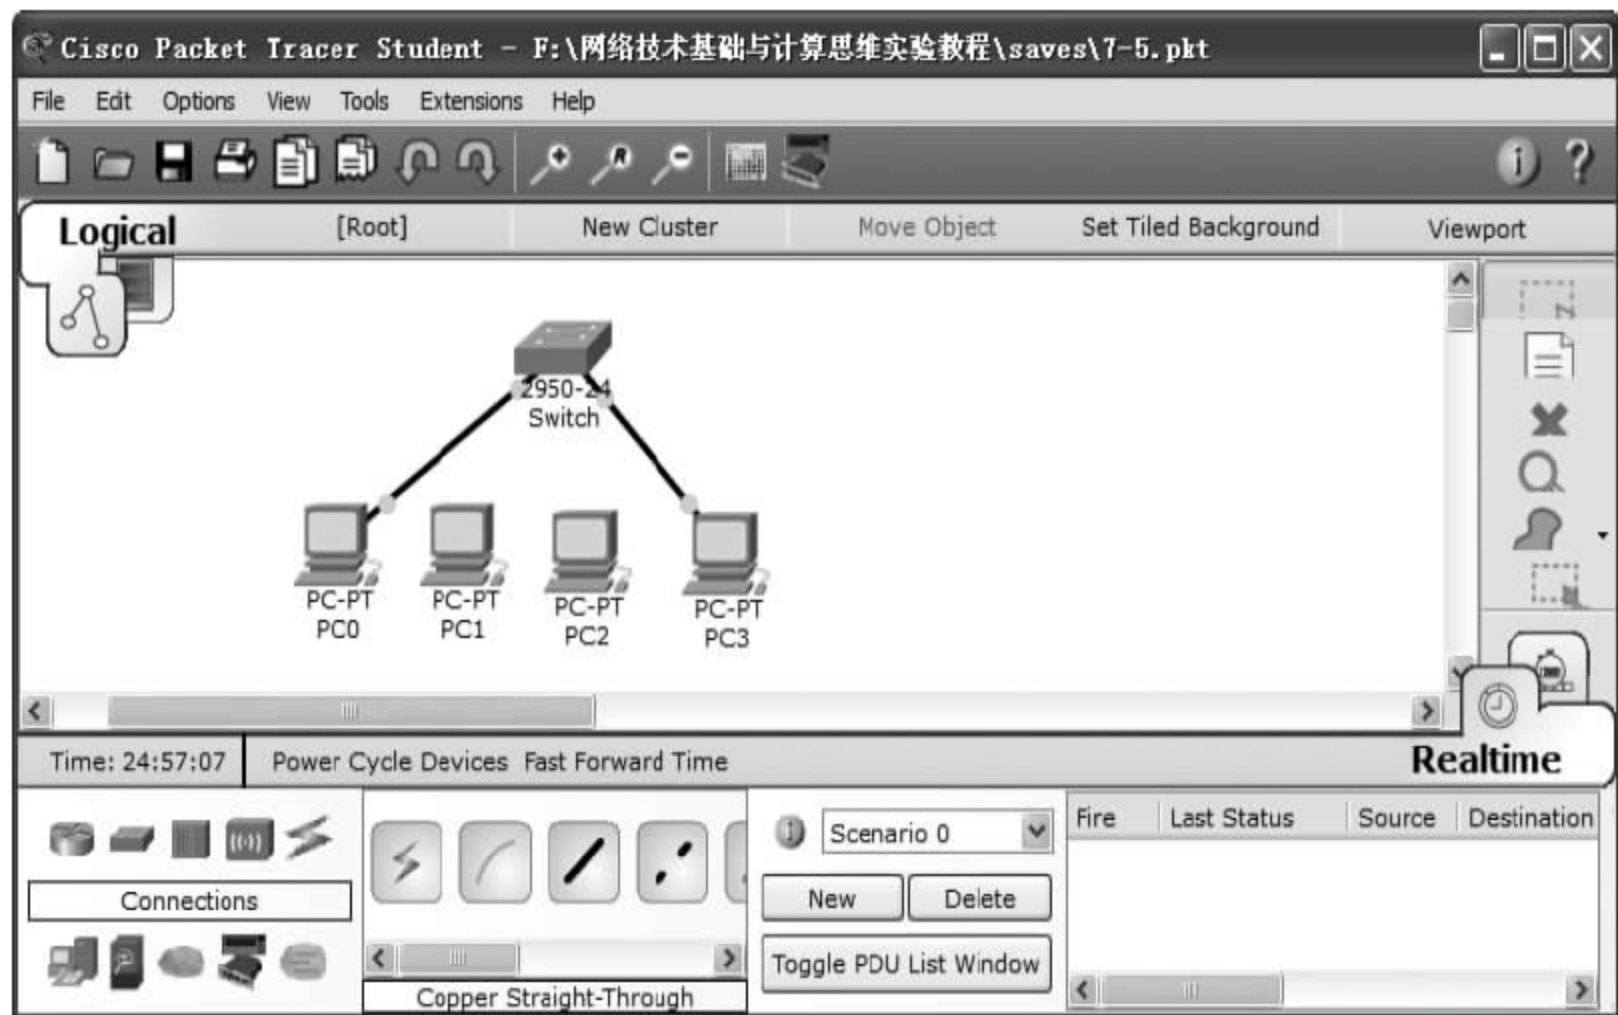 Cisco Packet Tracer Student - F:\网络技术基础与计算思维实验教程\saves\7-5.pkt
File Edit Options View Tools Extensions Help
Logical [Root] New Cluster Move Object Set Tiled Background Viewport
2950-24
Switch
PC-PT
PC0
PC-PT
PC1
PC-PT
PC2
PC-PT
PC3
Time: 24:57:07 Power Cycle Devices Fast Forward Time Realtime
Connections
Copper Straight-Through
Scenario 0
New Delete
Toggle PDU List Window
Fire Last Status Source Destination